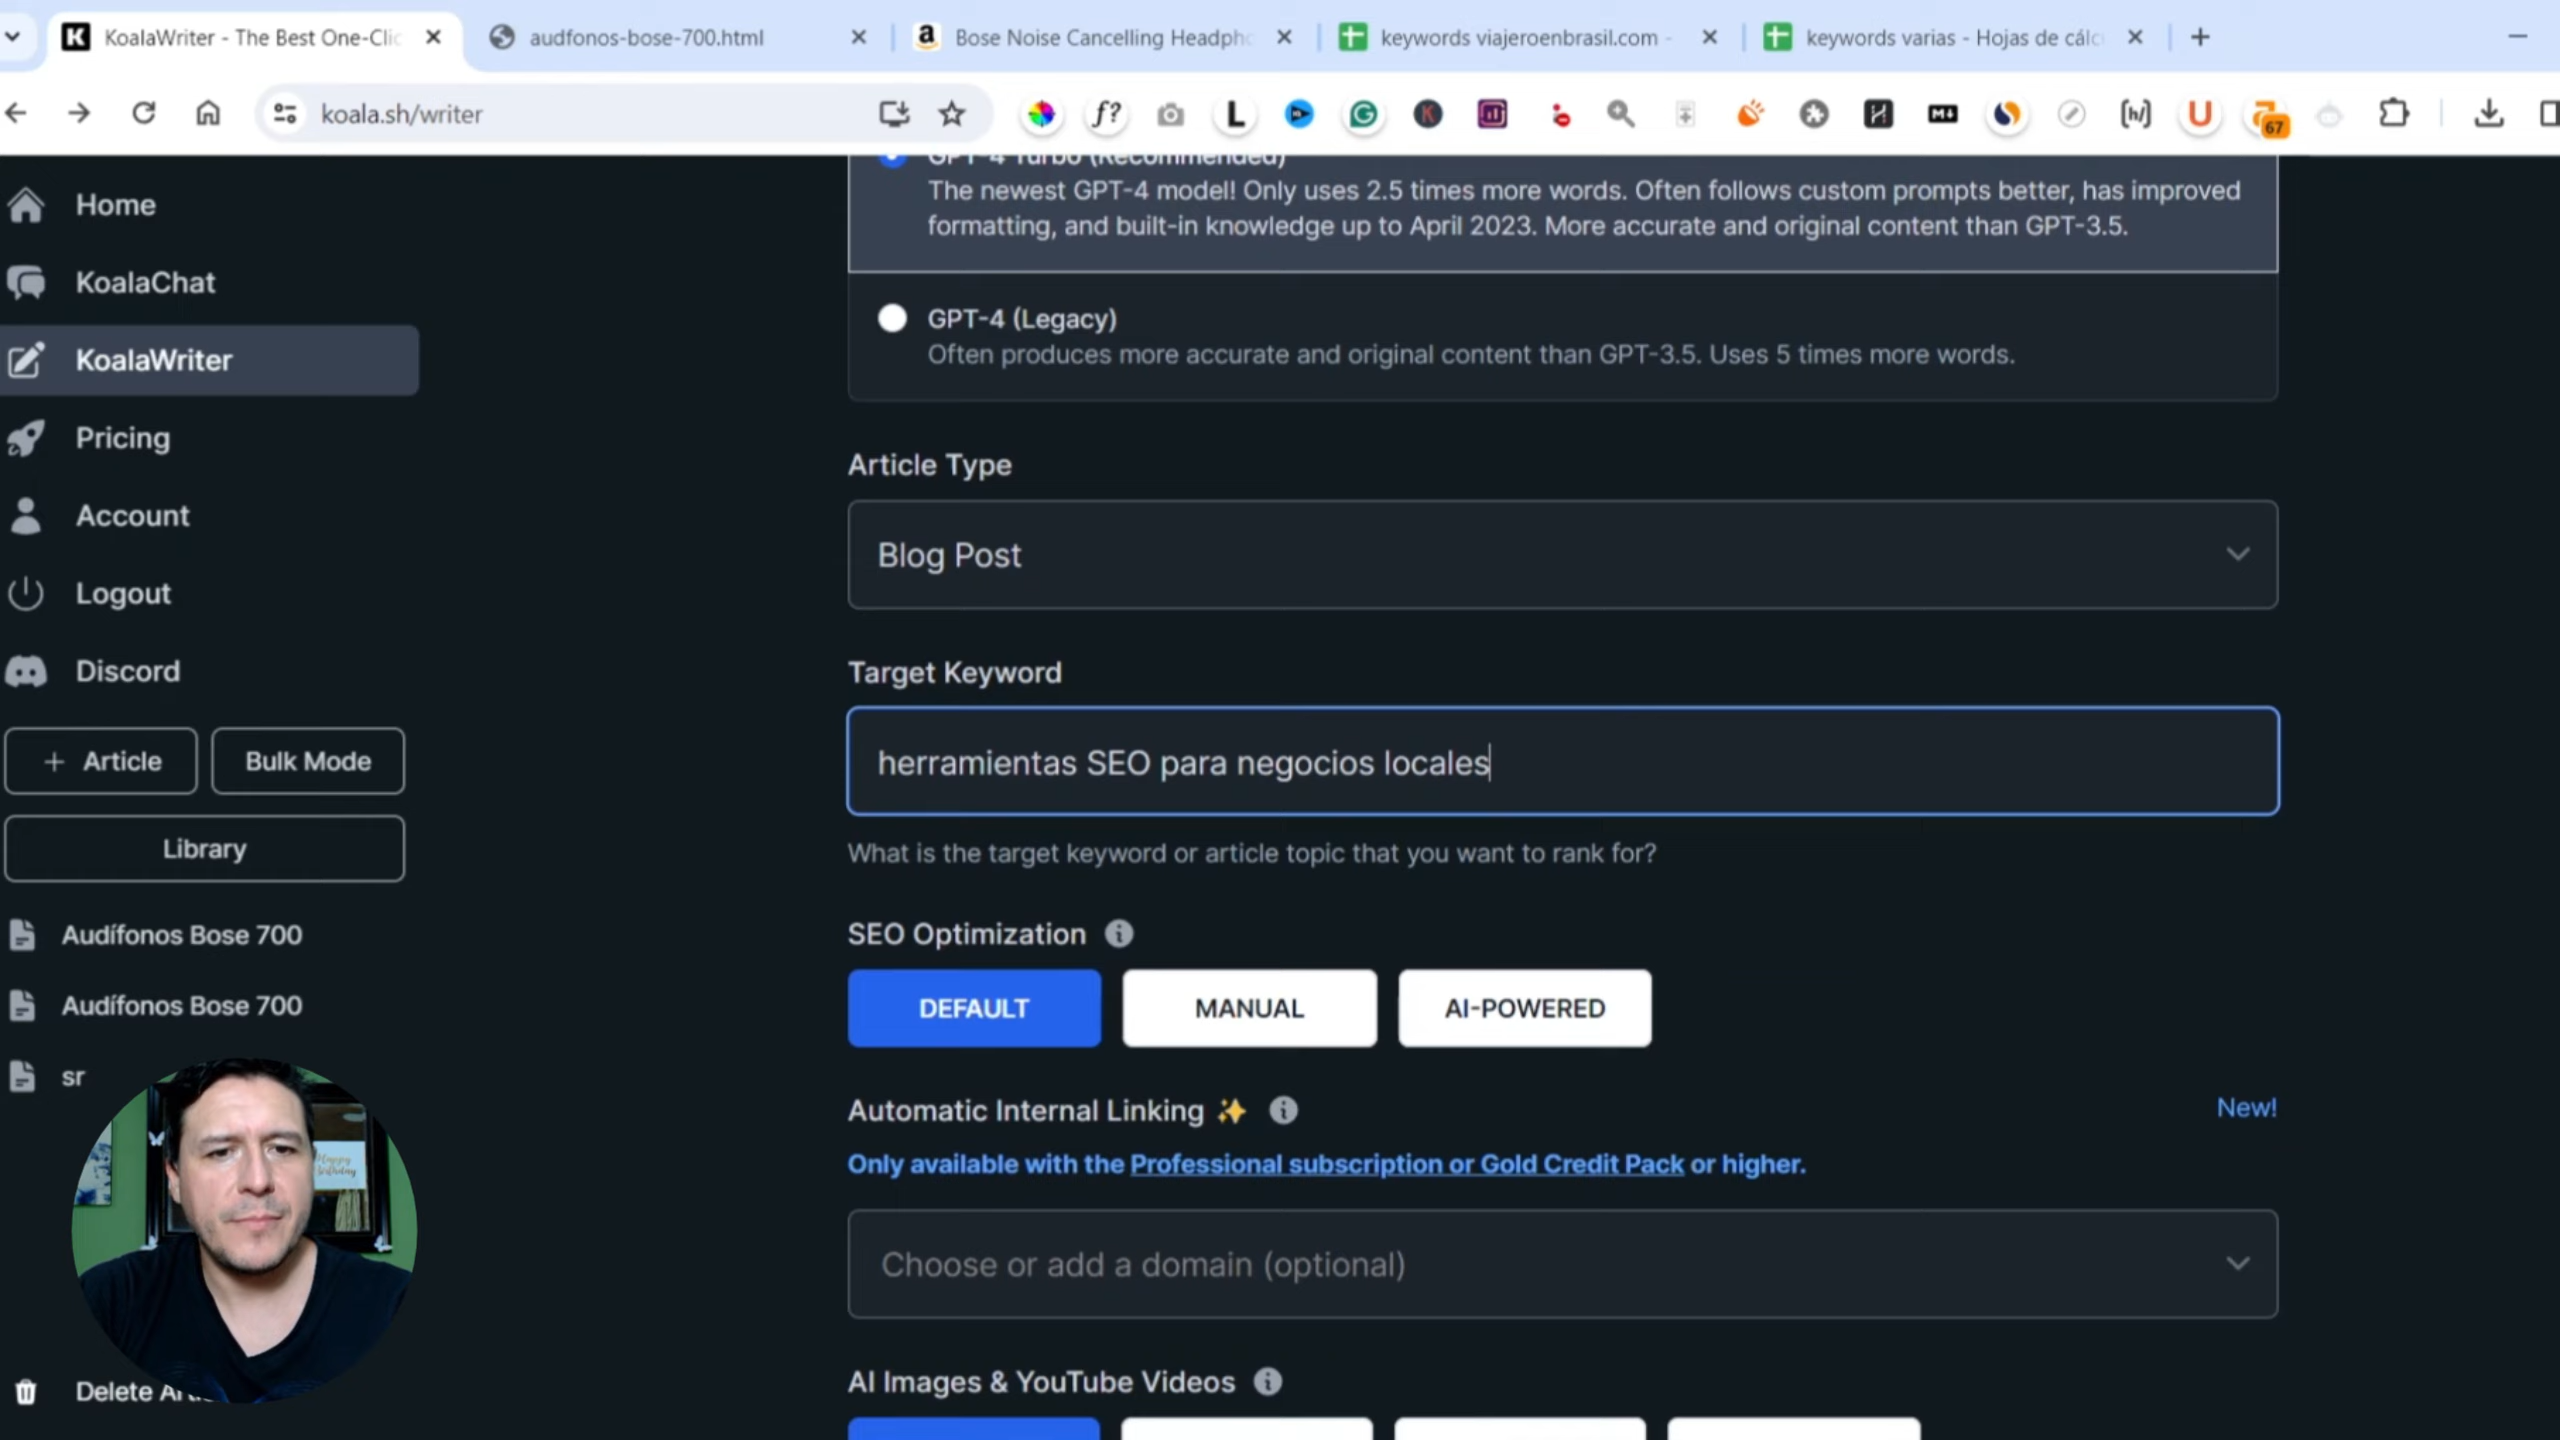 KoalaWriter - The Best One-Clic
audfonos-bose-700.html
Bose Noise Cancelling Headpho
keywords viajeroenbrasil.com -
keywords varias - Hojas de cálc
koala.sh/writer
67
Home
KoalaChat
KoalaWriter
Pricing
Account
Logout
Discord
+ Article
Bulk Mode
Library
Audífonos Bose 700
Audífonos Bose 700
sr
Delete
GPT-4 Turbo (Recommended)
The newest GPT-4 model! Only uses 2.5 times more words. Often follows custom prompts better, has improved
formatting, and built-in knowledge up to April 2023. More accurate and original content than GPT-3.5.
GPT-4 (Legacy)
Often produces more accurate and original content than GPT-3.5. Uses 5 times more words.
Article Type
Blog Post
Target Keyword
herramientas SEO para negocios locales
What is the target keyword or article topic that you want to rank for?
SEO Optimization
DEFAULT
MANUAL
AI-POWERED
Automatic Internal Linking
New!
Only available with the Professional subscription or Gold Credit Pack or higher.
Choose or add a domain (optional)
AI Images & YouTube Videos